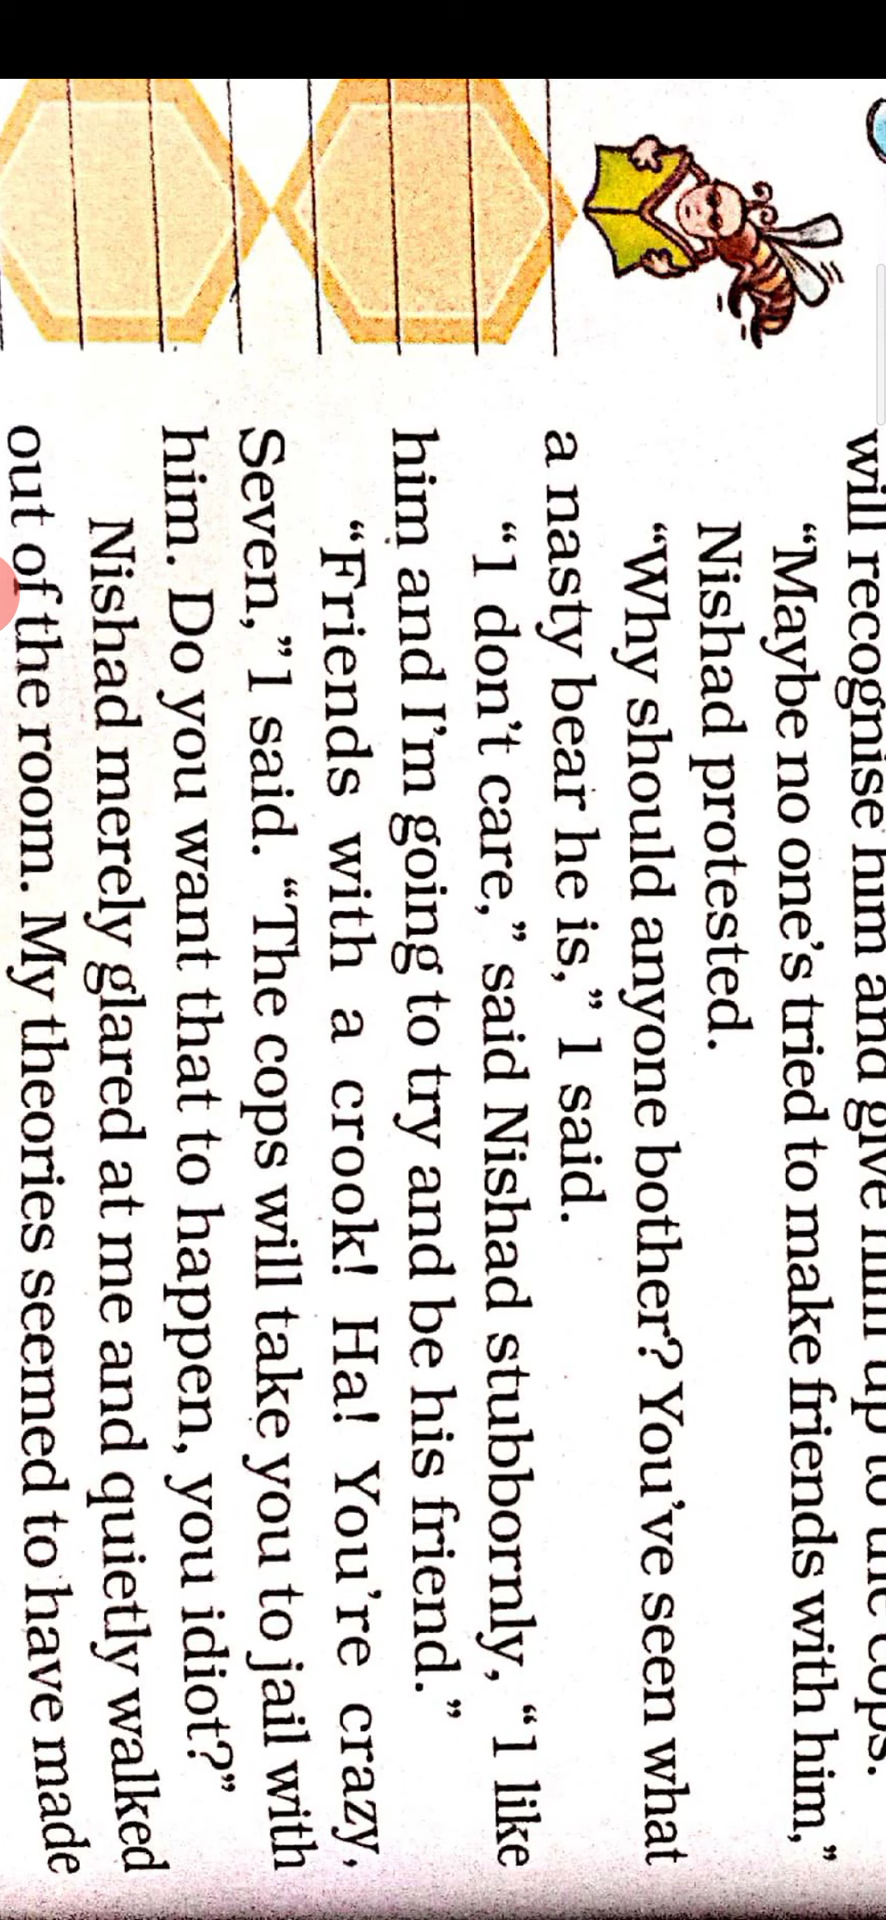 will recognise him and give him up to the cops.
“Maybe no one’s tried to make friends with him,”
Nishad protested.
“Why should anyone bother? You’ve seen what
a nasty bear he is,” I said.
“I don’t care,” said Nishad stubbornly, “I like
him and I’m going to try and be his friend.”
“Friends with a crook! Ha! You’re crazy,
Seven,” I said. “The cops will take you to jail with
him. Do you want that to happen, you idiot?”
Nishad merely glared at me and quietly walked
out of the room. My theories seemed to have made